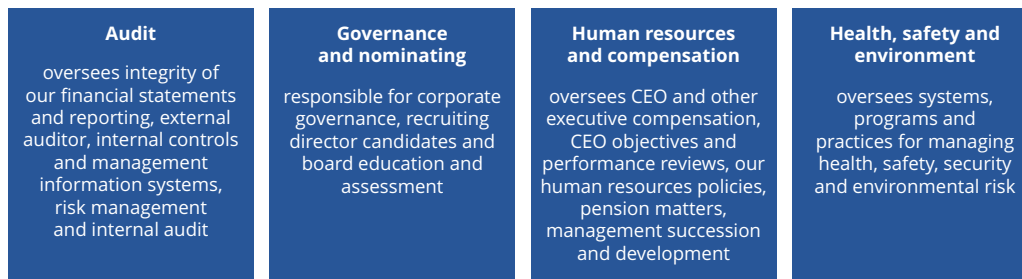 Audit
oversees integrity of
our financial statements
and reporting, external
auditor, internal controls
and management
information systems,
risk management
and internal audit
Governance
and nominating
responsible for corporate
governance, recruiting
director candidates and
board education and
assessment
Human resources
and compensation
oversees CEO and other
executive compensation,
CEO objectives and
performance reviews, our
human resources policies,
pension matters,
management succession
and development
Health, safety and
environment
oversees systems,
programs and
practices for managing
health, safety, security
and environmental risk